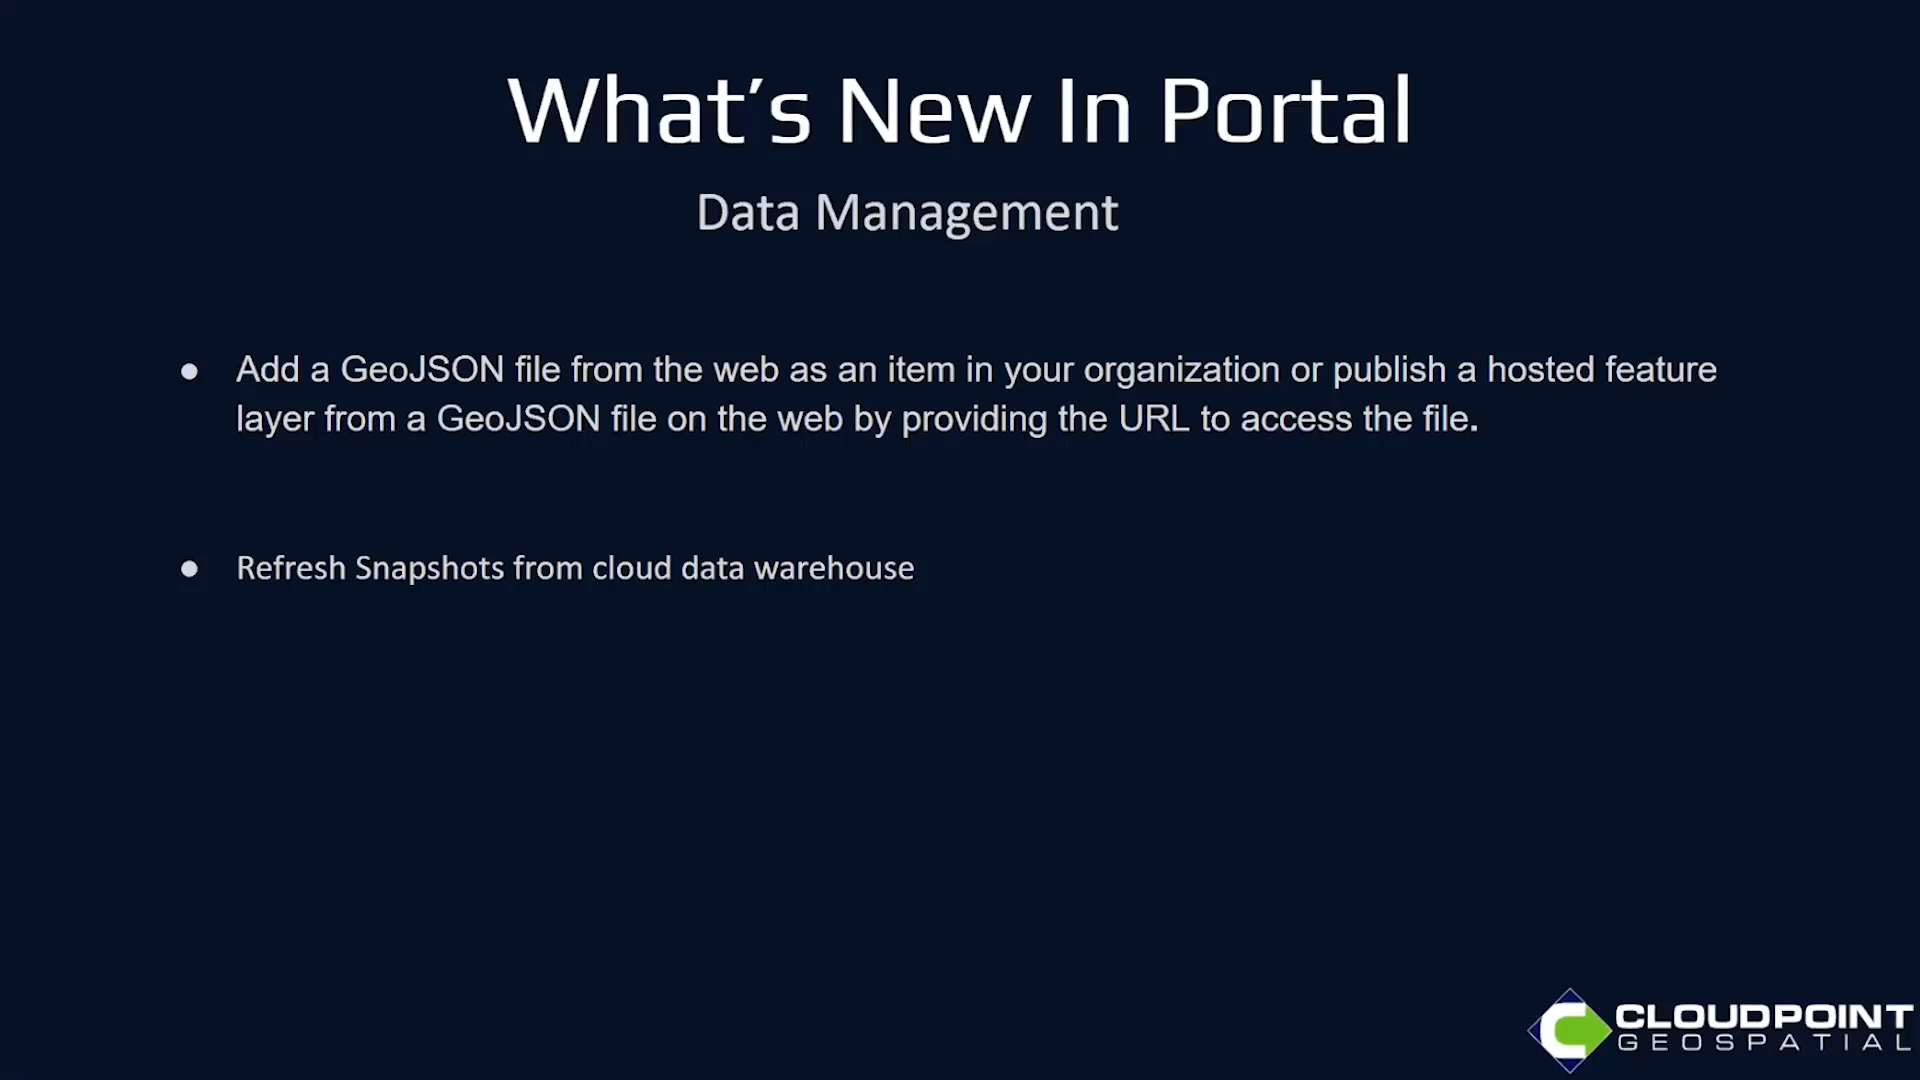 What's New In Portal
Data Management
● Add a GeoJSON file from the web as an item in your organization or publish a hosted feature
layer from a GeoJSON file on the web by providing the URL to access the file.
● Refresh Snapshots from cloud data warehouse
CLOUDPOINT
GEOSPATIAL